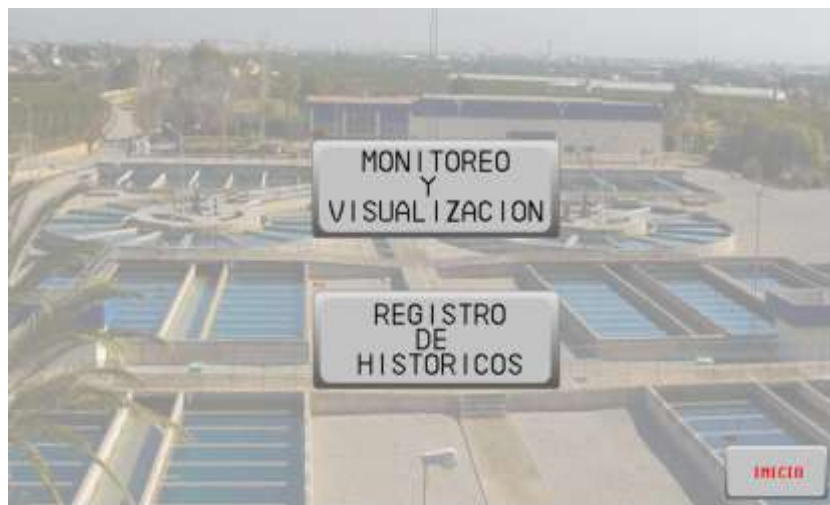 MONITOREO
Y
VISUALIZACION
REGISTRO
DE
HISTORICOS
INICIO